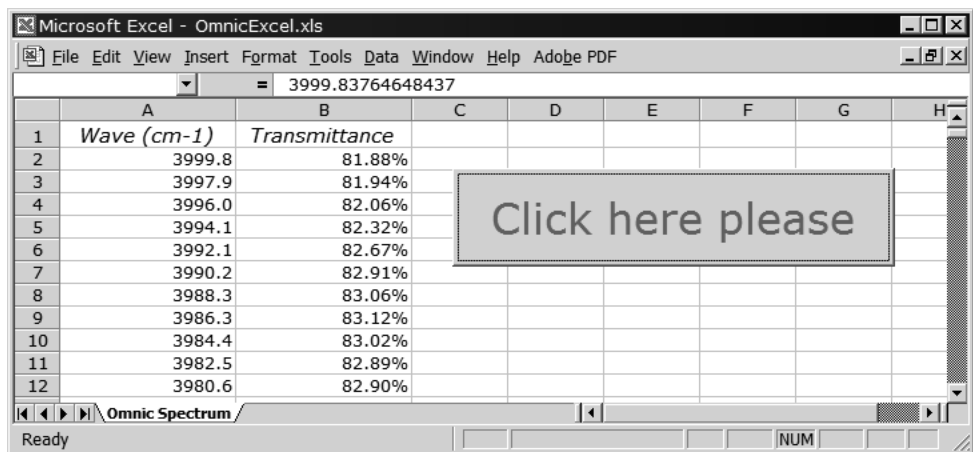 Microsoft Excel - OmnicExcel.xls
File Edit View Insert Format Tools Data Window Help Adobe PDF
= 3999.83764648437
A B C D E F G H
1 Wave (cm-1) Transmittance
2 3999.8 81.88%
3 3997.9 81.94%
4 3996.0 82.06%
5 3994.1 82.32%
6 3992.1 82.67%
7 3990.2 82.91%
8 3988.3 83.06%
9 3986.3 83.12%
10 3984.4 83.02%
11 3982.5 82.89%
12 3980.6 82.90%
Click here please
Omnic Spectrum
Ready NUM